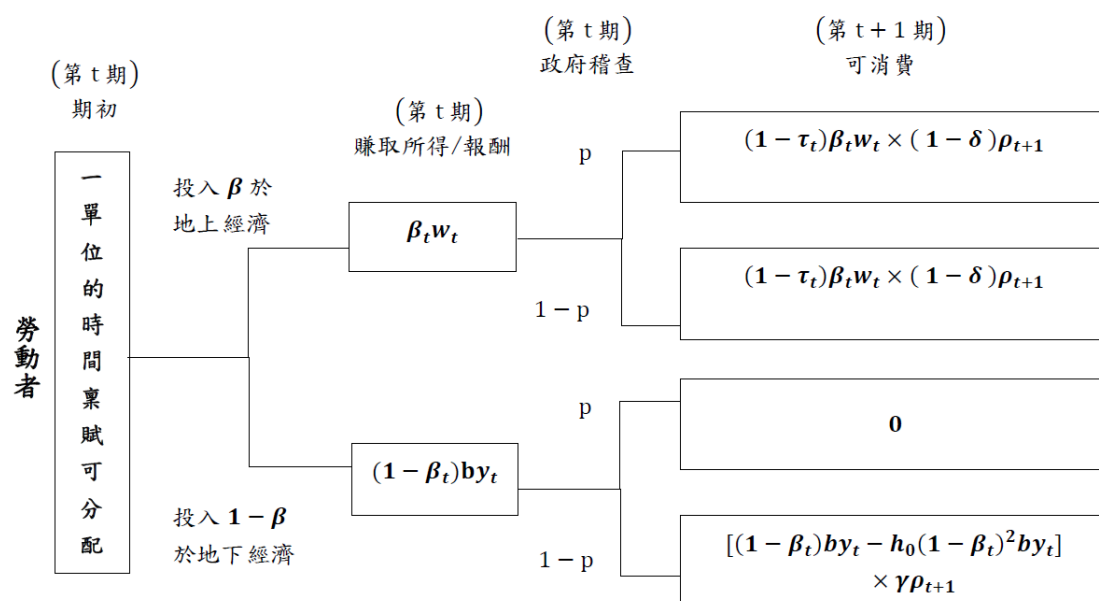 (第 t 期)
期初
(第 t 期)
賺取所得/報酬
(第 t 期)
政府稽查
(第 t + 1 期)
可消費
勞動者
一單位的時間稟賦可分配
投入 β 於
地上經濟
β_t w_t
p
(1 − τ_t)β_t w_t × ( 1 − δ )ρ_{t+1}
1 − p
(1 − τ_t)β_t w_t × ( 1 − δ )ρ_{t+1}
投入 1 − β
於地下經濟
(1 − β_t)by_t
p
0
1 − p
[(1 − β_t)by_t − h_0(1 − β_t)^2 by_t]
× γρ_{t+1}